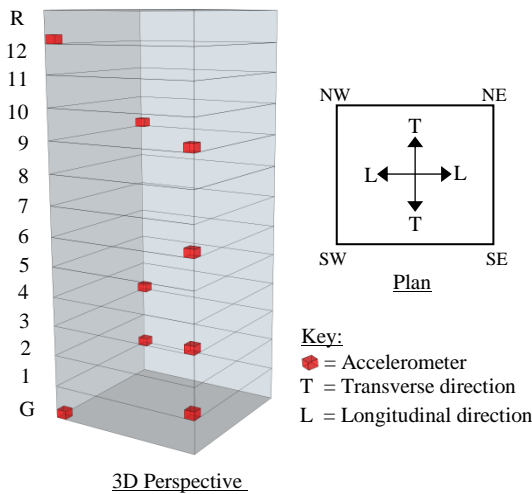 R
12
11
10
9
8
7
6
5
4
3
2
1
G
3D Perspective
NW NE
T
L L
T
SW SE
Plan
Key:
= Accelerometer
T = Transverse direction
L = Longitudinal direction